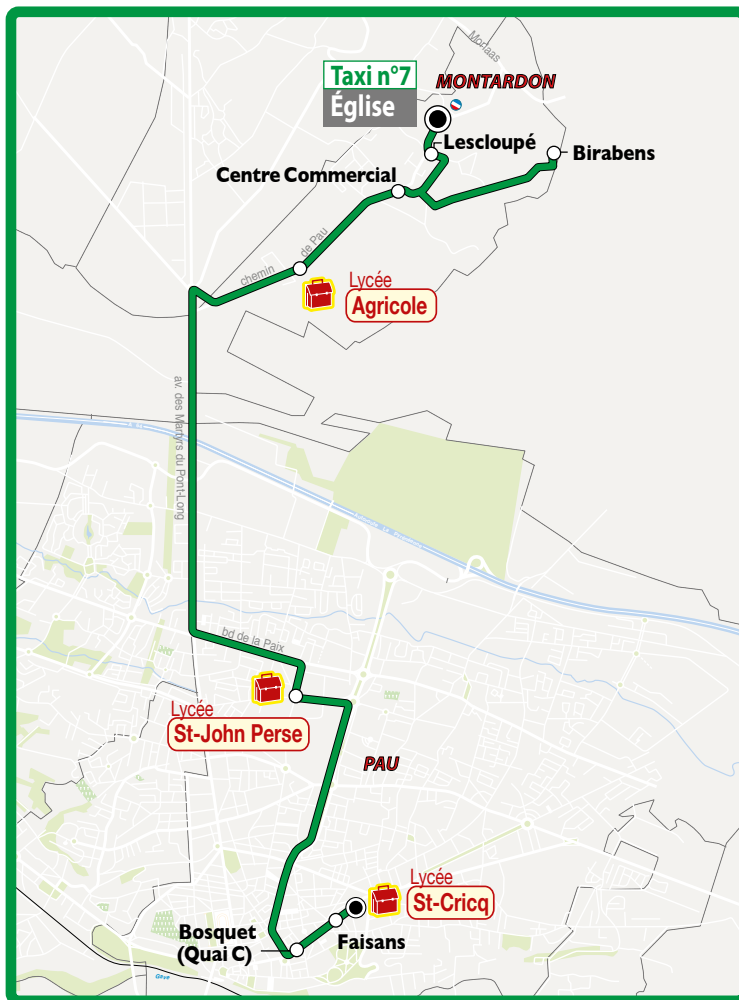 Morlaas
Taxi n°7
Église
MONTARDON
Lescloupé
Birabens
Centre Commercial
chemin
de Pau
Lycée
Agricole
av. des Martyrs du Pont-Long
bd de la Paix
Lycée
St-John Perse
PAU
Lycée
St-Cricq
Bosquet
(Quai C)
Faisans